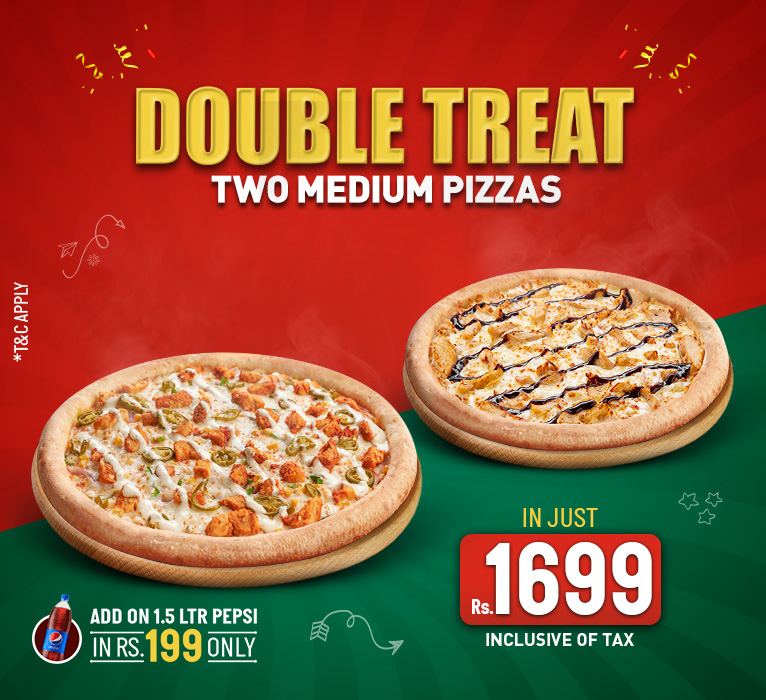 DOUBLE TREAT
TWO MEDIUM PIZZAS
*T&C APPLY
IN JUST
Rs.1699
INCLUSIVE OF TAX
ADD ON 1.5 LTR PEPSI
IN RS.199 ONLY